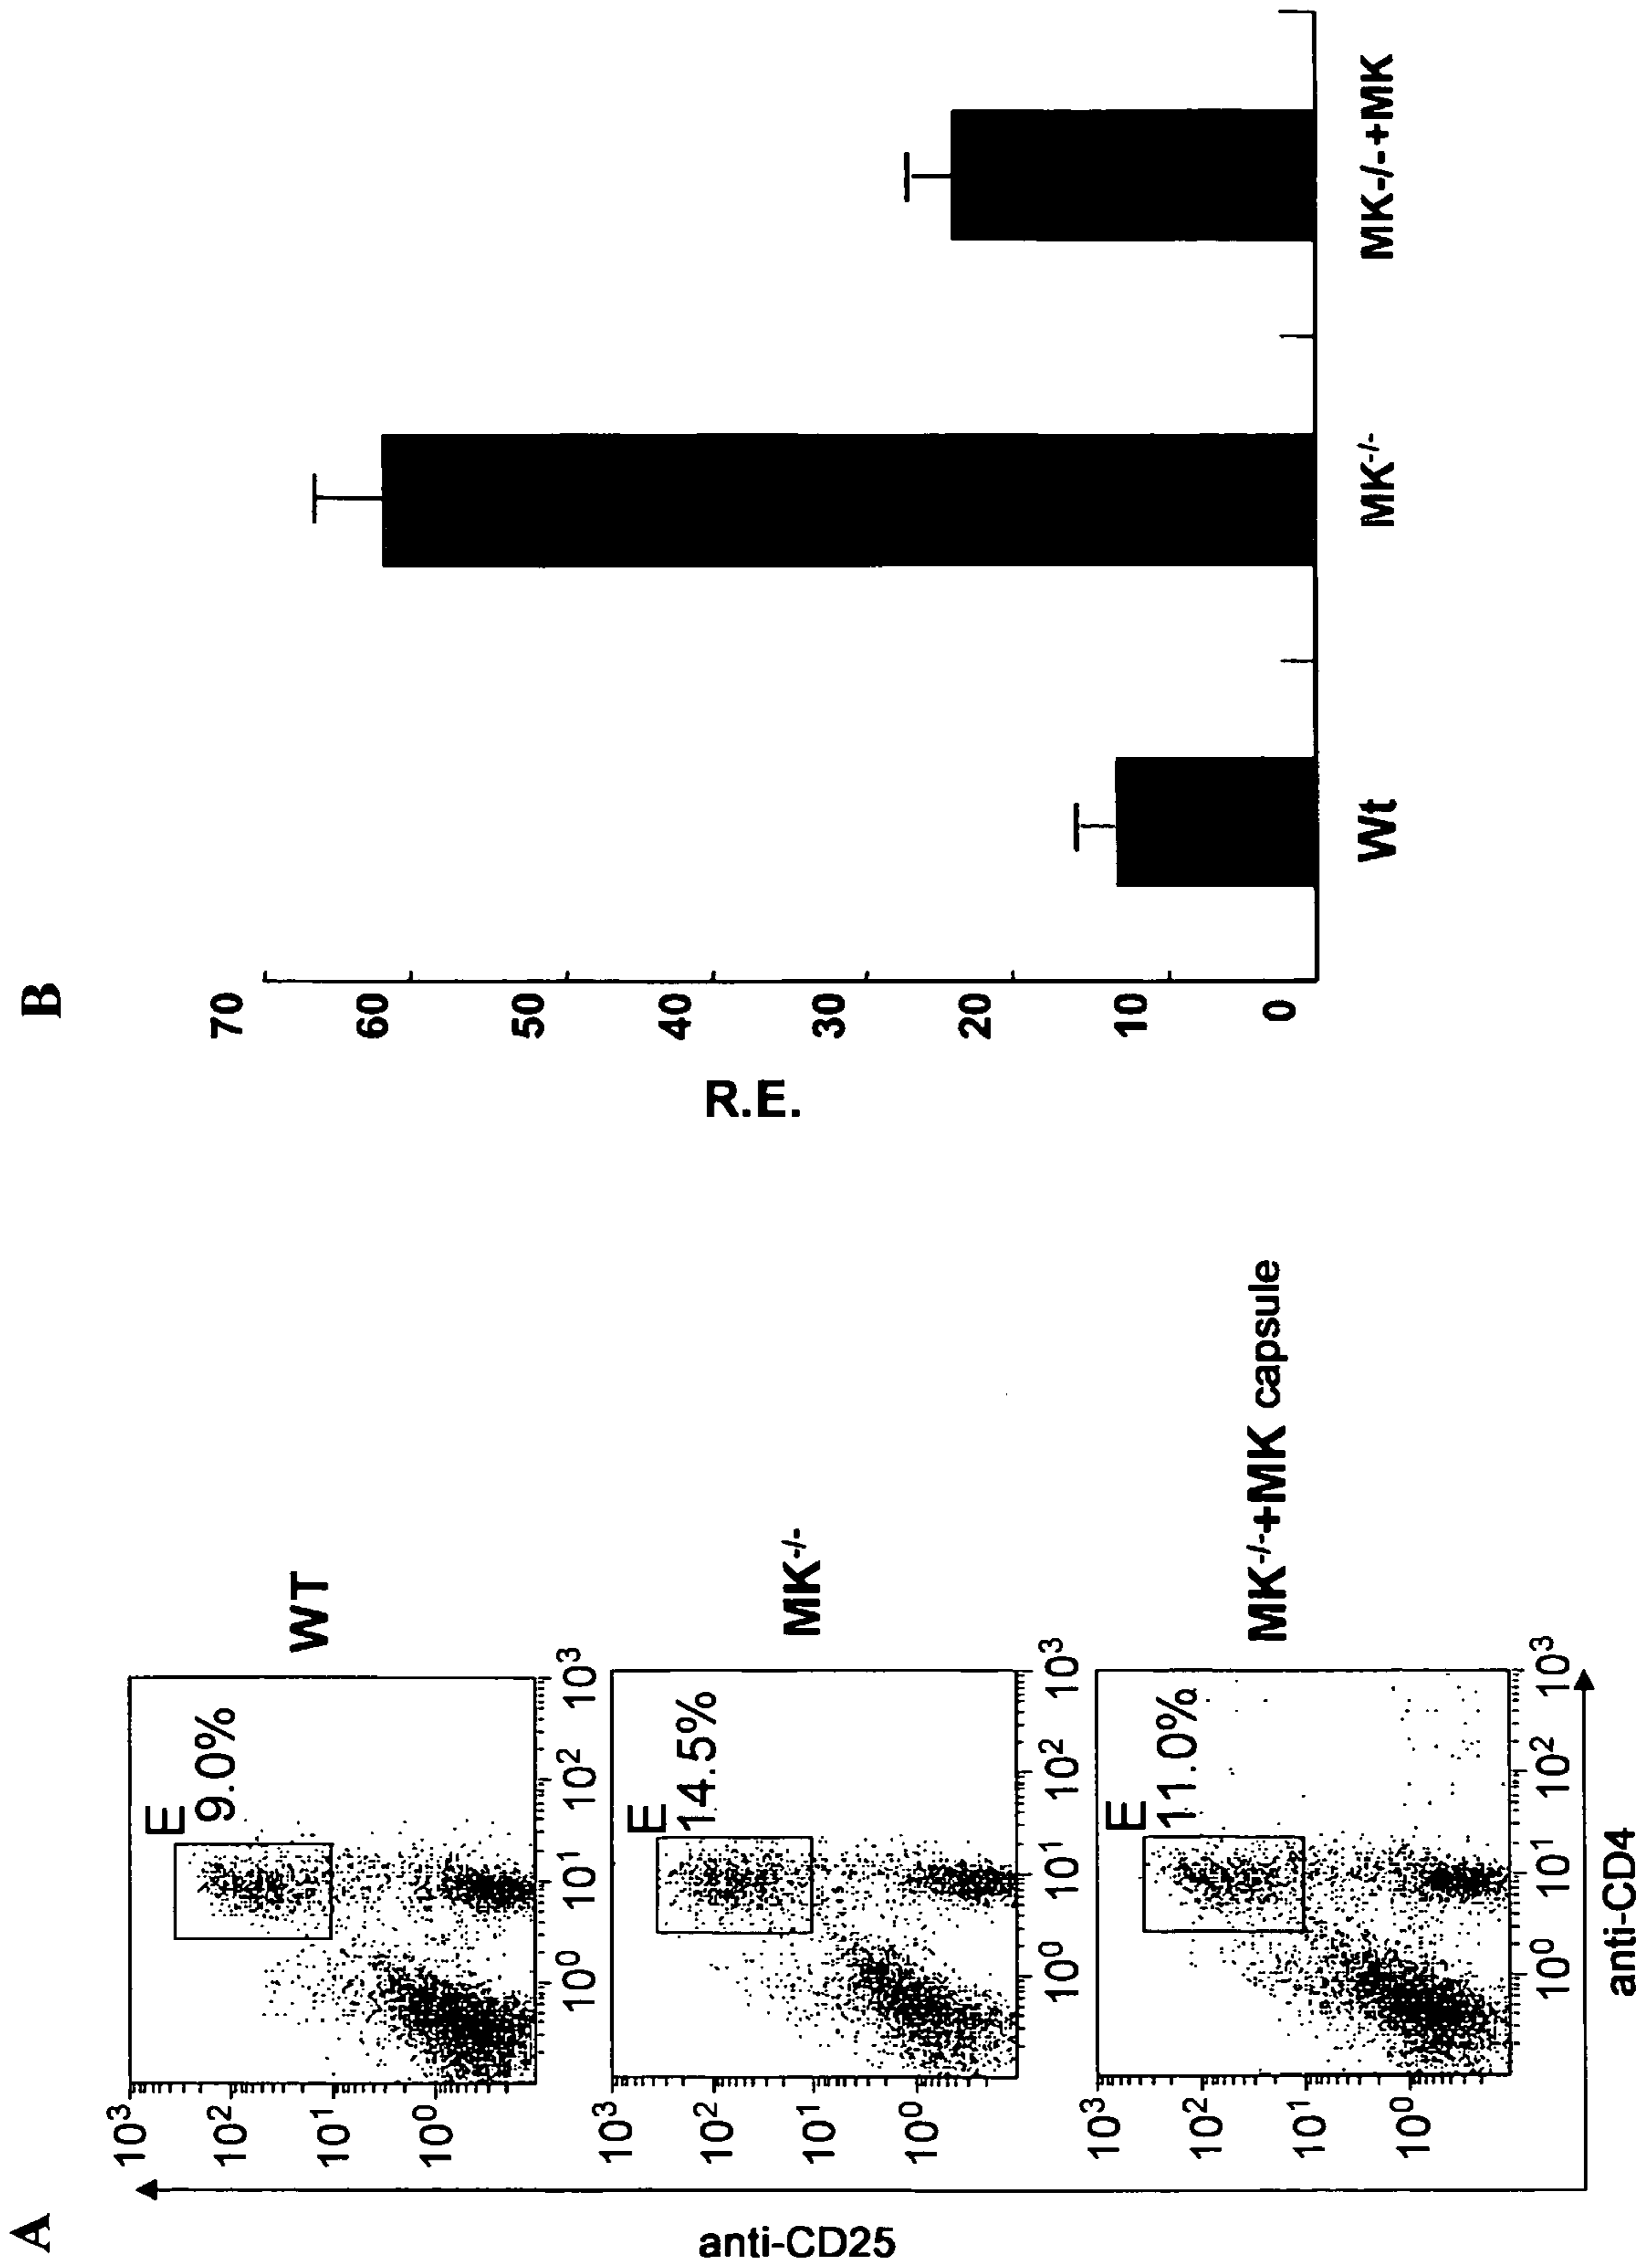 A
anti-CD25
10³
10²
10¹
10⁰
E
9.0%
WT
10⁰
10¹
10²
10³
10³
10²
10¹
10⁰
E
14.5%
MK-/-
10⁰
10¹
10²
10³
10³
10²
10¹
10⁰
E
11.0%
MK-/-+MK capsule
10⁰
10¹
10²
10³
anti-CD4
B
R.E.
70
60
50
40
30
20
10
0
Wt
MK-/-
MK-/-+MK